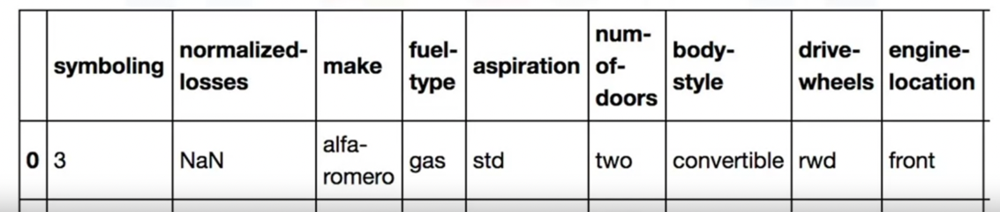 symboling normalized-losses make fuel-type aspiration num-of-doors body-style drive-wheels engine-location
0 3 NaN alfa-romero gas std two convertible rwd front